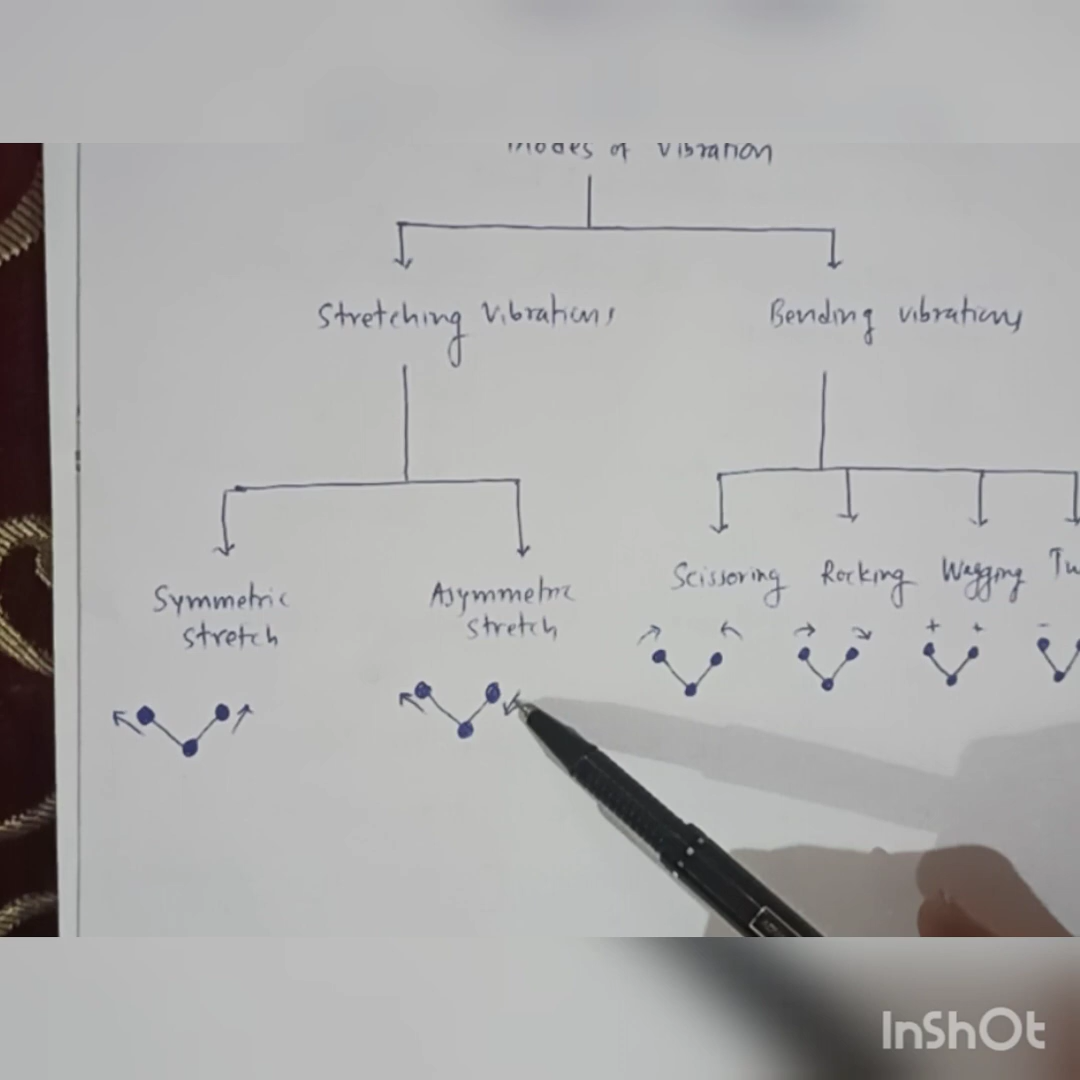 Modes of Vibration
Stretching Vibrations
Bending vibrations
Symmetric
stretch
Asymmetric
stretch
Scissoring
Rocking
Wagging
+ +
-
InShOt